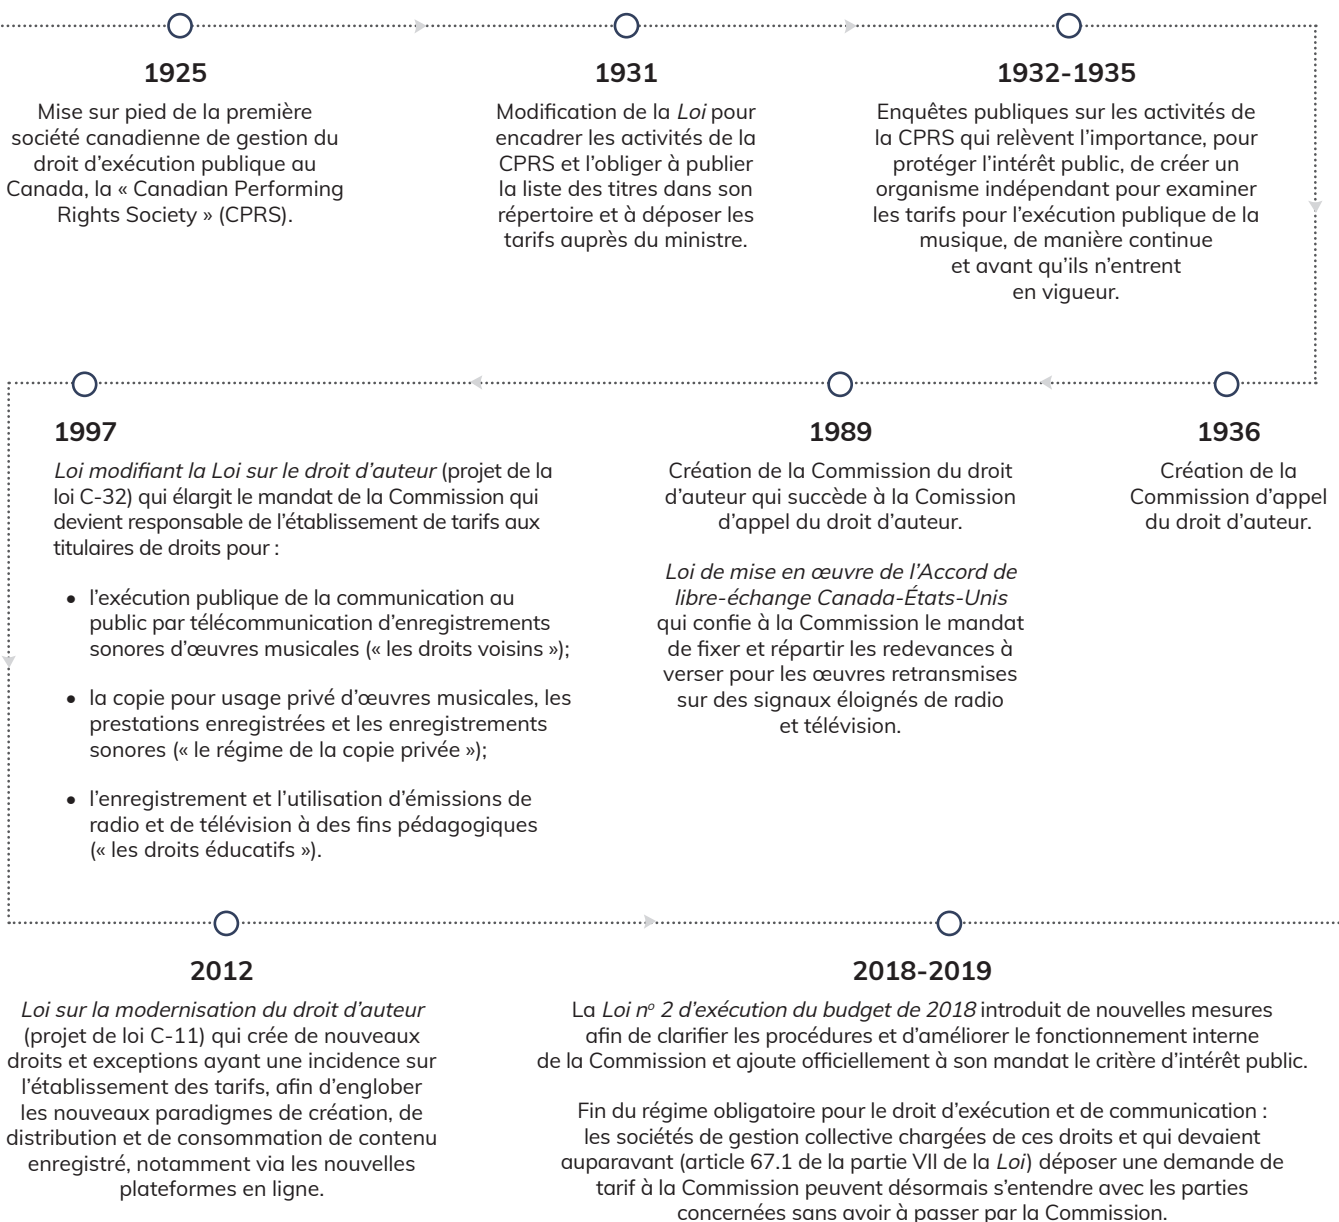 1925
Mise sur pied de la première
société canadienne de gestion du
droit d’exécution publique au
Canada, la « Canadian Performing
Rights Society » (CPRS).
1931
Modification de la Loi pour
encadrer les activités de la
CPRS et l’obliger à publier
la liste des titres dans son
répertoire et à déposer les
tarifs auprès du ministre.
1932-1935
Enquêtes publiques sur les activités de
la CPRS qui relèvent l’importance, pour
protéger l’intérêt public, de créer un
organisme indépendant pour examiner
les tarifs pour l’exécution publique de la
musique, de manière continue
et avant qu’ils n’entrent
en vigueur.
1936
Création de la
Commission d’appel
du droit d’auteur.
1989
Création de la Commission du droit
d’auteur qui succède à la Comission
d’appel du droit d’auteur.
Loi de mise en œuvre de l’Accord de
libre-échange Canada-États-Unis
qui confie à la Commission le mandat
de fixer et répartir les redevances à
verser pour les œuvres retransmises
sur des signaux éloignés de radio
et télévision.
1997
Loi modifiant la Loi sur le droit d’auteur (projet de la
loi C-32) qui élargit le mandat de la Commission qui
devient responsable de l’établissement de tarifs aux
titulaires de droits pour :
• l’exécution publique de la communication au
public par télécommunication d’enregistrements
sonores d’œuvres musicales (« les droits voisins »);
• la copie pour usage privé d’œuvres musicales, les
prestations enregistrées et les enregistrements
sonores (« le régime de la copie privée »);
• l’enregistrement et l’utilisation d’émissions de
radio et de télévision à des fins pédagogiques
(« les droits éducatifs »).
2012
Loi sur la modernisation du droit d’auteur
(projet de loi C-11) qui crée de nouveaux
droits et exceptions ayant une incidence sur
l’établissement des tarifs, afin d’englober
les nouveaux paradigmes de création, de
distribution et de consommation de contenu
enregistré, notamment via les nouvelles
plateformes en ligne.
2018-2019
La Loi nº 2 d’exécution du budget de 2018 introduit de nouvelles mesures
afin de clarifier les procédures et d’améliorer le fonctionnement interne
de la Commission et ajoute officiellement à son mandat le critère d’intérêt public.
Fin du régime obligatoire pour le droit d’exécution et de communication :
les sociétés de gestion collective chargées de ces droits et qui devaient
auparavant (article 67.1 de la partie VII de la Loi) déposer une demande de
tarif à la Commission peuvent désormais s’entendre avec les parties
concernées sans avoir à passer par la Commission.